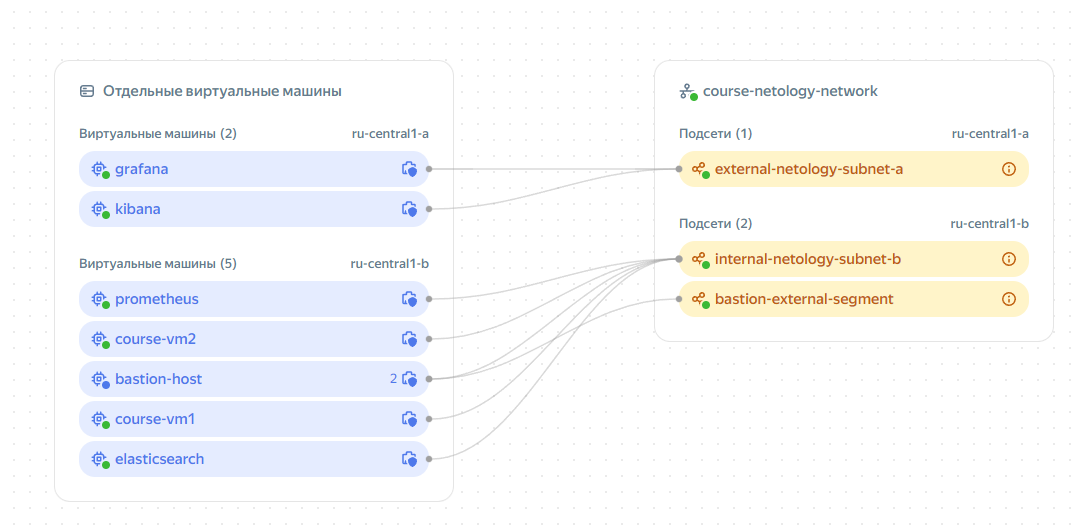 Отдельные виртуальные машины
Виртуальные машины (2) ru-central1-a
grafana
kibana
Виртуальные машины (5) ru-central1-b
prometheus
course-vm2
bastion-host 2
course-vm1
elasticsearch
course-netology-network
Подсети (1) ru-central1-a
external-netology-subnet-a
Подсети (2) ru-central1-b
internal-netology-subnet-b
bastion-external-segment